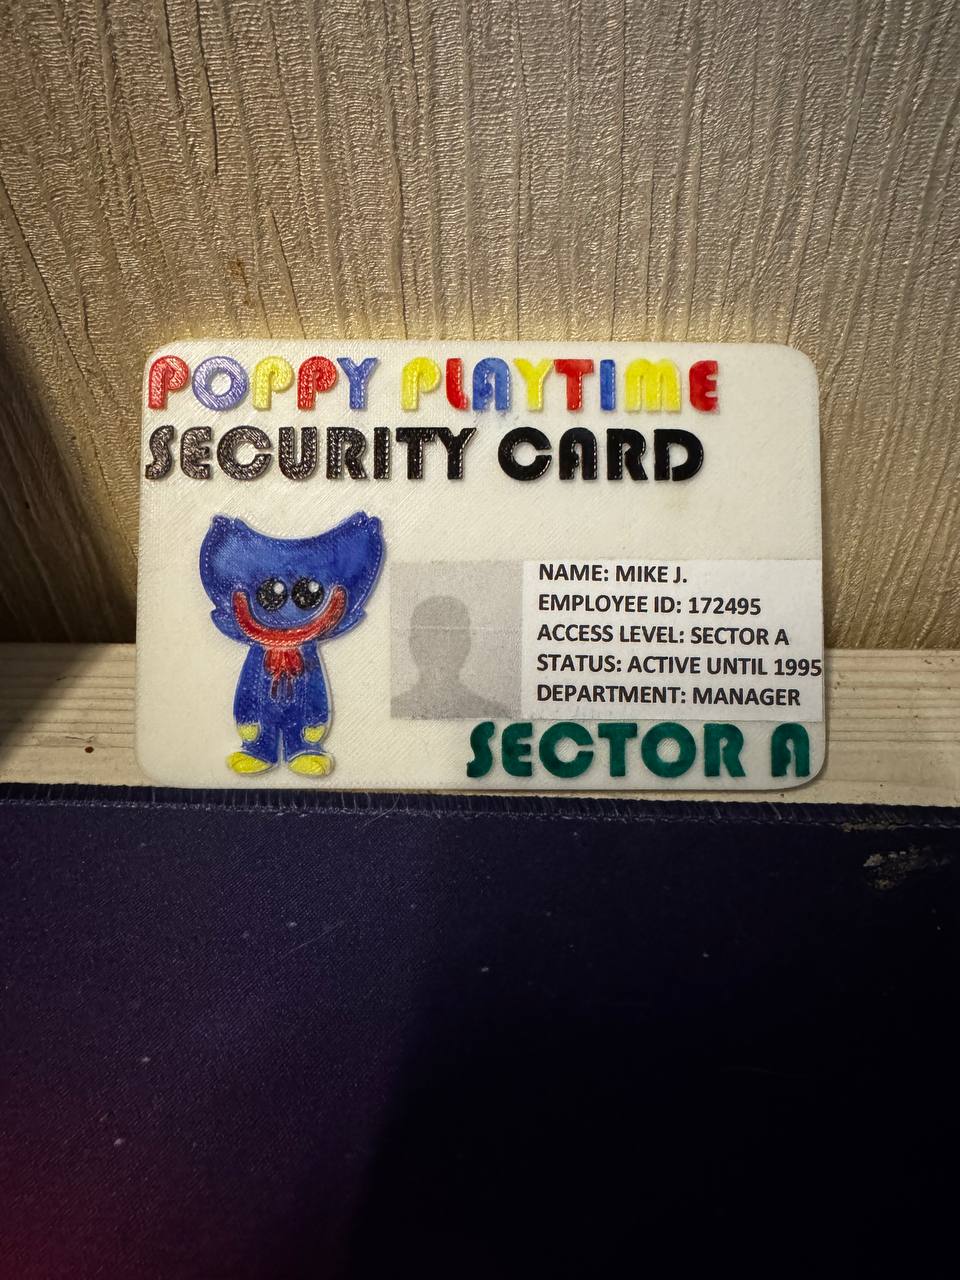 POPPY PLAYTIME
SECURITY CARD
NAME: MIKE J.
EMPLOYEE ID: 172495
ACCESS LEVEL: SECTOR A
STATUS: ACTIVE UNTIL 1995
DEPARTMENT: MANAGER
SECTOR A